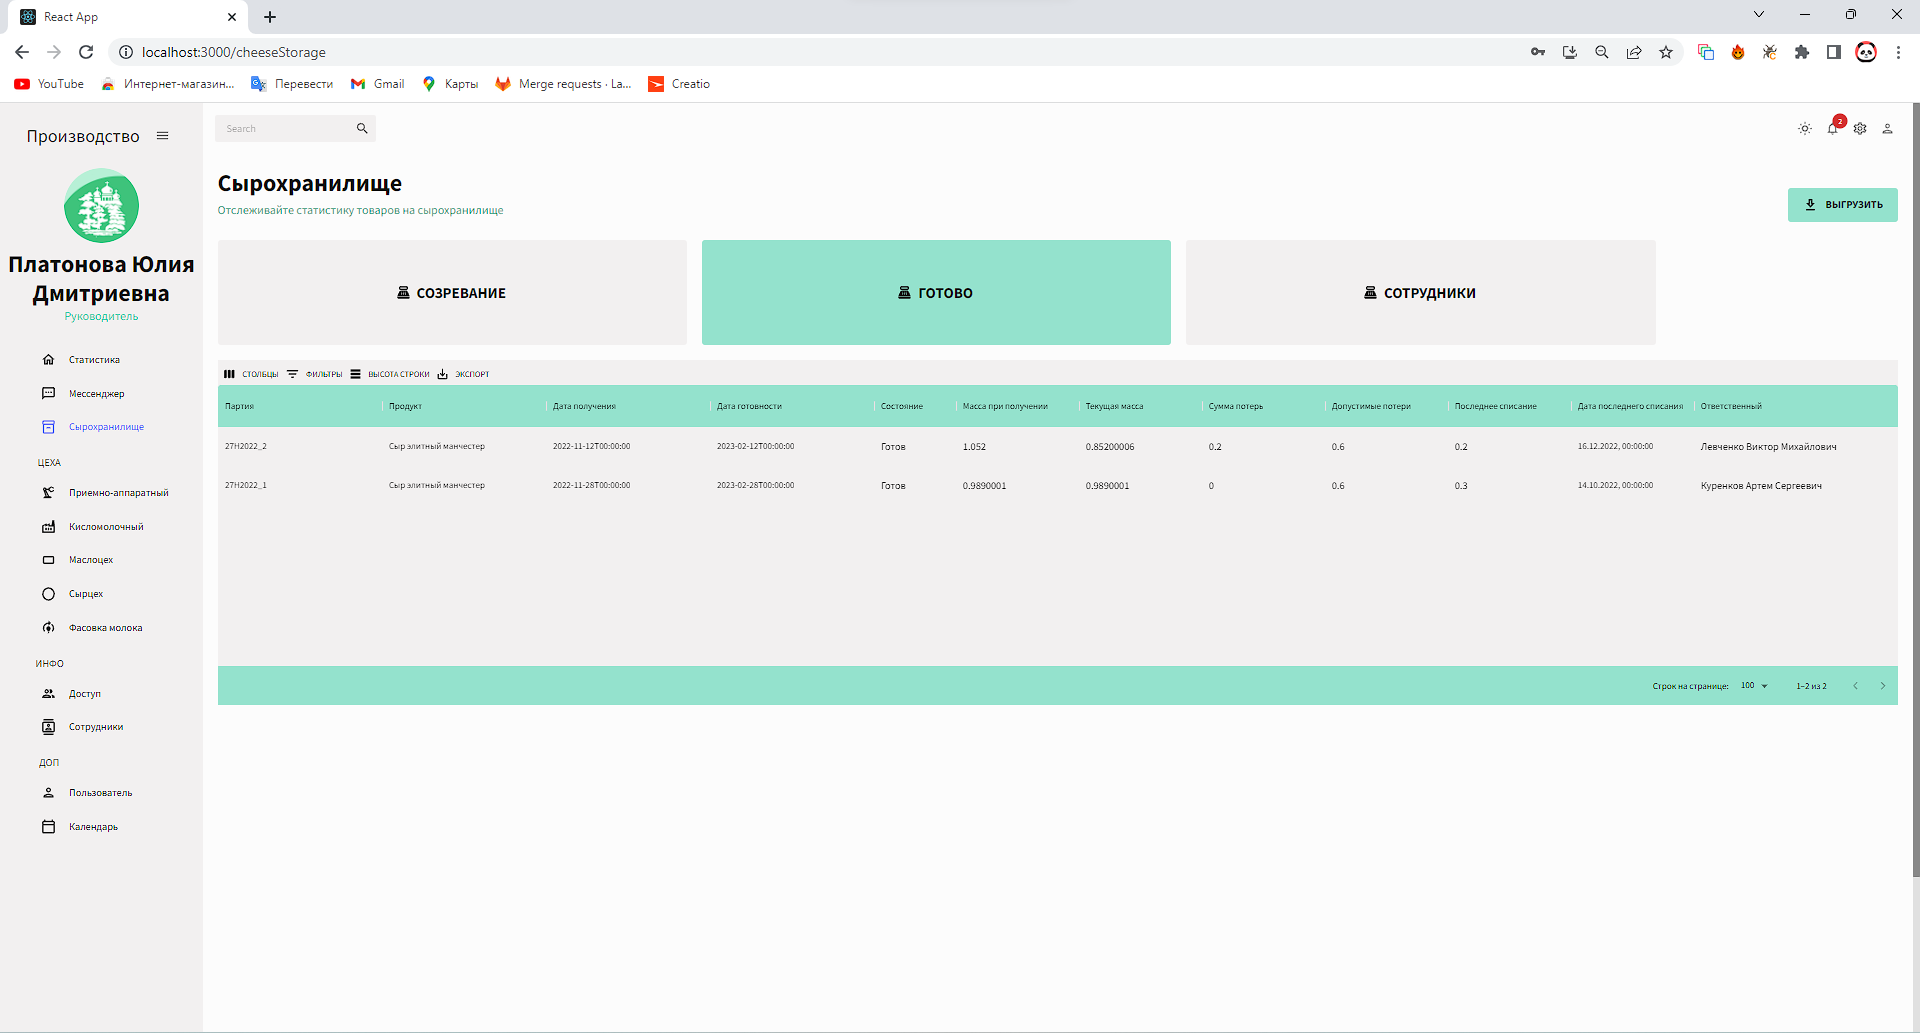 React App
localhost:3000/cheeseStorage
YouTube
Интернет-магазин...
Перевести
Gmail
Карты
Merge requests · La...
Creatio
Производство
Search
2
Платонова Юлия
Дмитриевна
Руководитель
Статистика
Мессенджер
Сырохранилище
ЦЕХА
Приемно-аппаратный
Кисломолочный
Маслоцех
Сырцех
Фасовка молока
ИНФО
Доступ
Сотрудники
ДОП
Пользователь
Календарь
Сырохранилище
Отслеживайте статистику товаров на сырохранилище
ВЫГРУЗИТЬ
СОЗРЕВАНИЕ
ГОТОВО
СОТРУДНИКИ
СТОЛБЦЫ ФИЛЬТРЫ ВЫСОТА СТРОКИ ЭКСПОРТ
Партия Продукт Дата получения Дата готовности Состояние Масса при получении Текущая масса Сумма потерь Допустимые потери Последнее списание Дата последнего списания Ответственный
27Н2022_2 Сыр элитный манчестер 2022-11-12T00:00:00 2023-02-12T00:00:00 Готов 1.052 0.85200006 0.2 0.6 0.2 16.12.2022, 00:00:00 Левченко Виктор Михайлович
27Н2022_1 Сыр элитный манчестер 2022-11-28T00:00:00 2023-02-28T00:00:00 Готов 0.9890001 0.9890001 0 0.6 0.3 14.10.2022, 00:00:00 Куренков Артем Сергеевич
Строк на странице: 100 1–2 из 2